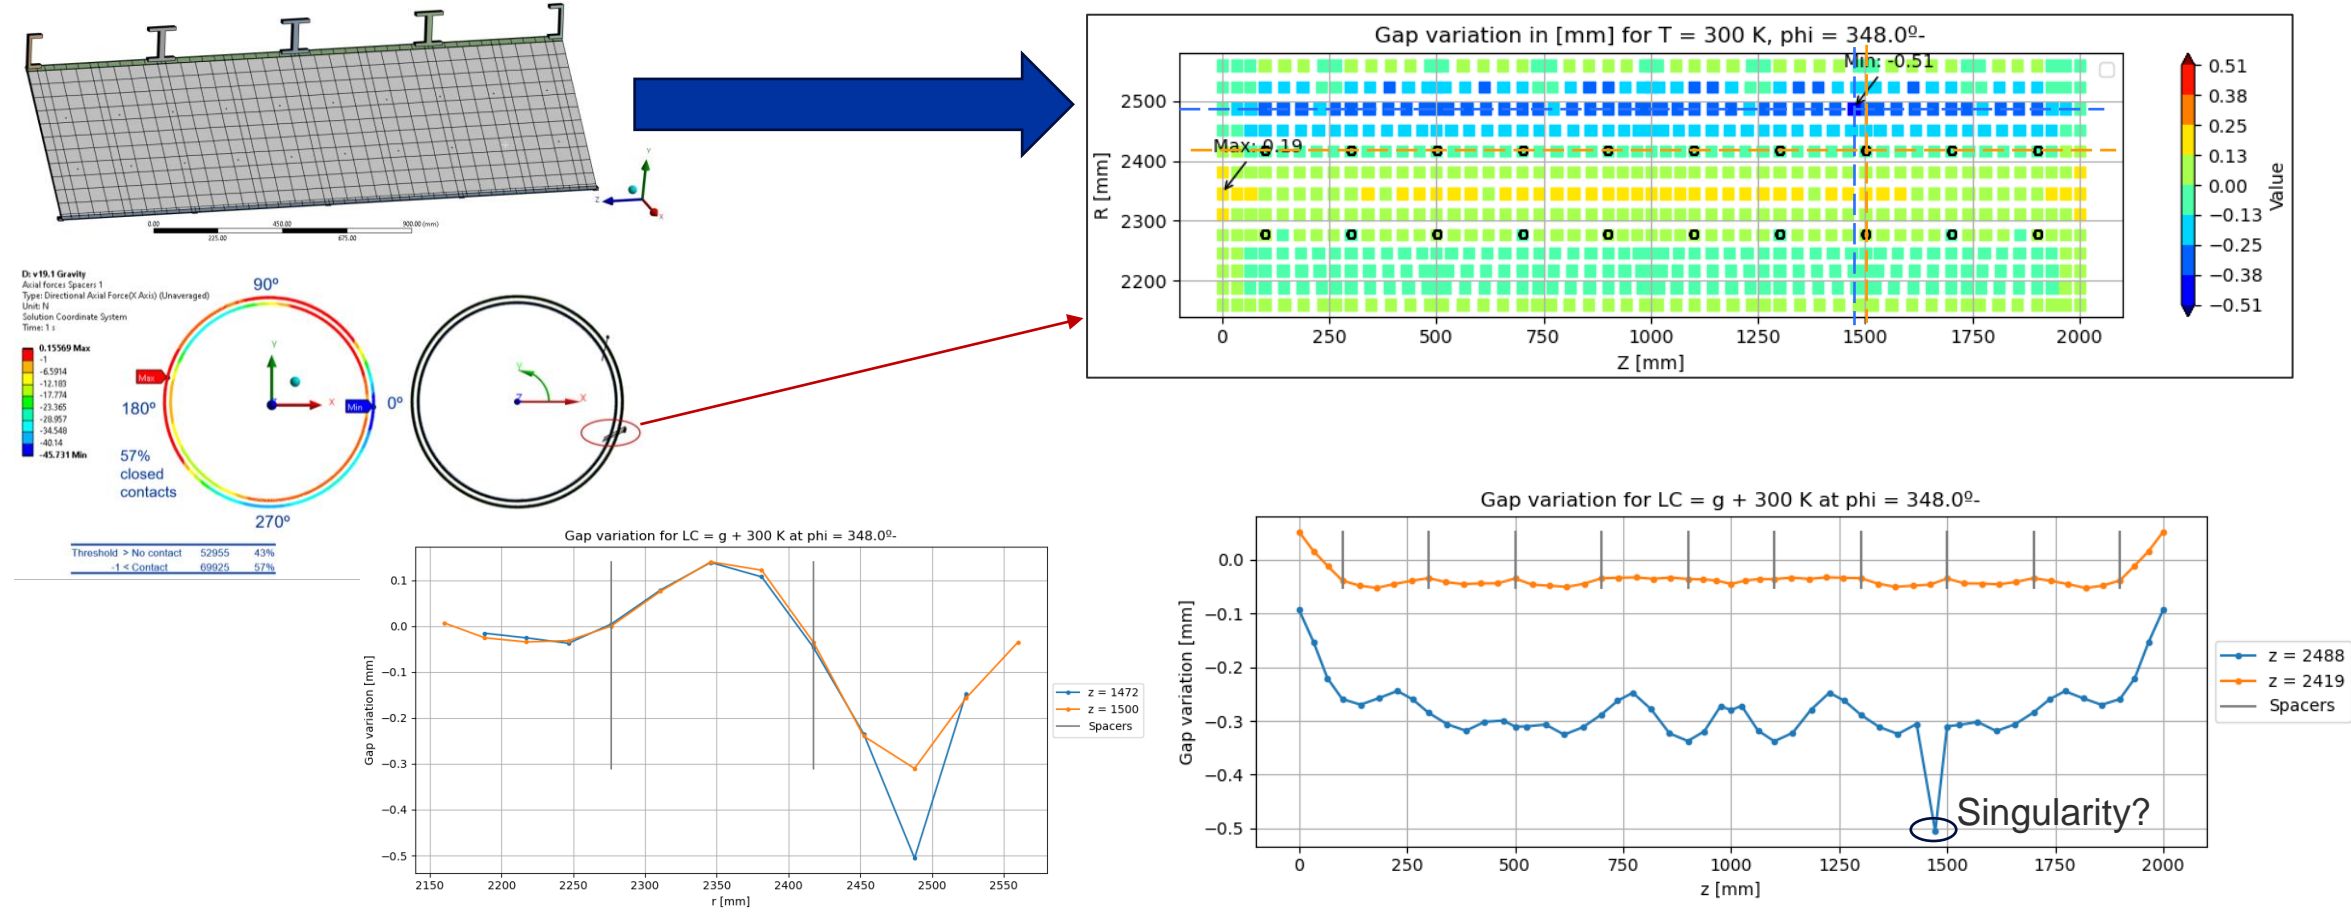 0.00
225.00
450.00
675.00
900.00 (mm)
Y
Z
X
Gap variation in [mm] for T = 300 K, phi = 348.0º-
Min: -0.51
Max: 0.19
2500
2400
2300
2200
R [mm]
0
250
500
750
1000
1250
1500
1750
2000
Z [mm]
0.51
0.38
0.25
0.13
0.00
−0.13
−0.25
−0.38
−0.51
Value
D: v19.1 Gravity
Axial forces Spacers 1
Type: Directional Axial Force(X Axis) (Unaveraged)
Unit: N
Solution Coordinate System
Time: 1 s
0.15569 Max
-1
-6.5914
-12.183
-17.774
-23.365
-28.957
-34.548
-40.14
-45.731 Min
90º
Max
180º
Y
X
Min
0º
57%
closed
contacts
270º
Y
Z
X
Threshold > No contact 52955 43%
-1 < Contact 69925 57%
Gap variation for LC = g + 300 K at phi = 348.0º-
0.1
0.0
−0.1
−0.2
−0.3
−0.4
−0.5
Gap variation [mm]
2150
2200
2250
2300
2350
2400
2450
2500
2550
r [mm]
z = 1472
z = 1500
Spacers
Gap variation for LC = g + 300 K at phi = 348.0º-
0.0
−0.1
−0.2
−0.3
−0.4
−0.5
Gap variation [mm]
Singularity?
0
250
500
750
1000
1250
1500
1750
2000
z [mm]
z = 2488
z = 2419
Spacers